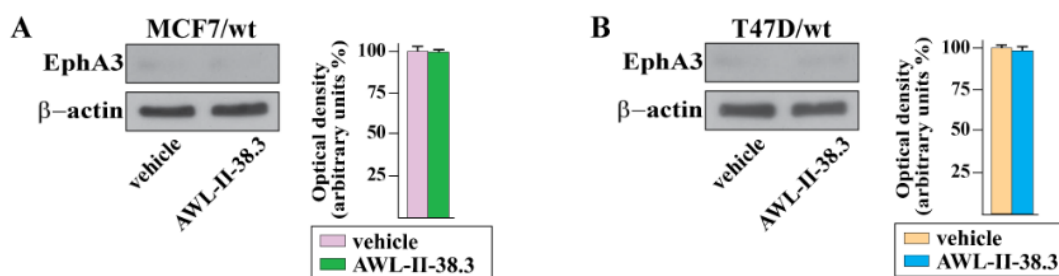 A
MCF7/wt
EphA3
β–actin
vehicle
AWL-II-38.3
Optical density
(arbitrary units %)
100
75
50
25
vehicle
AWL-II-38.3
B
T47D/wt
EphA3
β–actin
vehicle
AWL-II-38.3
Optical density
(arbitrary units %)
100
75
50
25
vehicle
AWL-II-38.3